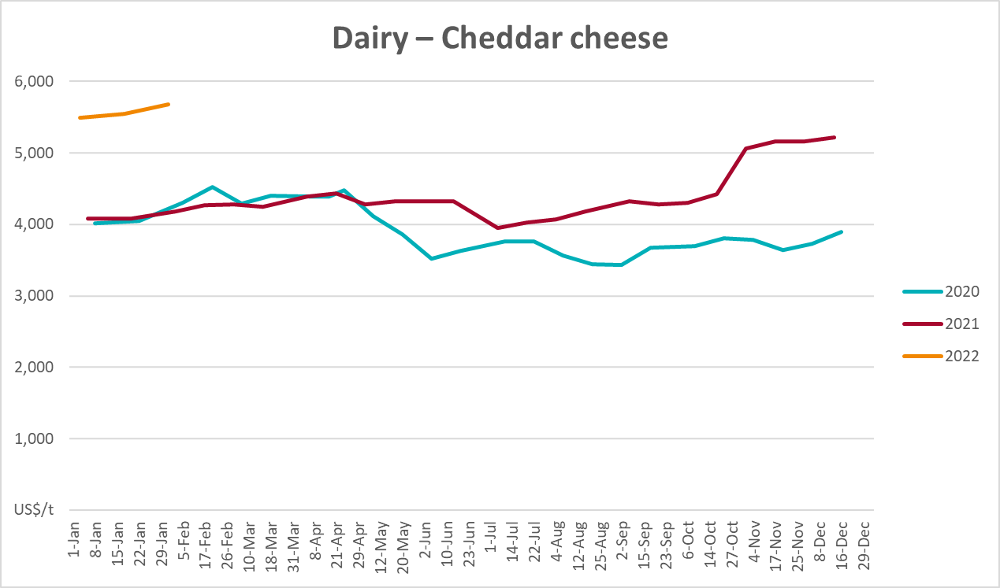 Dairy – Cheddar cheese
6,000
5,000
4,000
3,000
2,000
1,000
US$/t
1-Jan
8-Jan
15-Jan
22-Jan
29-Jan
5-Feb
17-Feb
26-Feb
10-Mar
18-Mar
31-Mar
8-Apr
21-Apr
29-Apr
12-May
20-May
2-Jun
10-Jun
23-Jun
1-Jul
14-Jul
22-Jul
4-Aug
12-Aug
25-Aug
2-Sep
15-Sep
23-Sep
6-Oct
14-Oct
27-Oct
4-Nov
17-Nov
25-Nov
8-Dec
16-Dec
29-Dec
2020
2021
2022